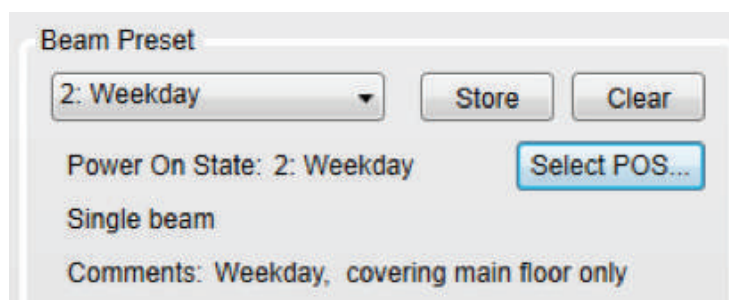 Beam Preset
2: Weekday Store Clear
Power On State: 2: Weekday Select POS...
Single beam
Comments: Weekday, covering main floor only